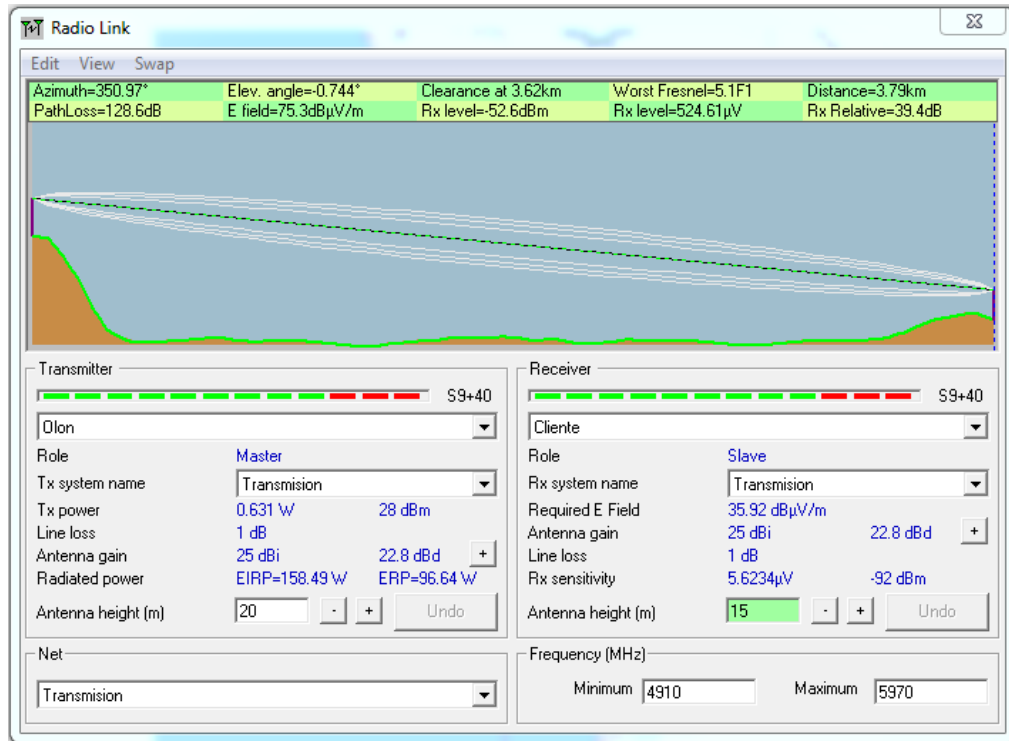 Radio Link
Edit View Swap
Azimuth=350.97° Elev. angle=-0.744° Clearance at 3.62km Worst Fresnel=5.1F1 Distance=3.79km
PathLoss=128.6dB E field=75.3dBµV/m Rx level=-52.6dBm Rx level=524.61µV Rx Relative=39.4dB
Transmitter
S9+40
Olon
Role Master
Tx system name Transmision
Tx power 0.631 W 28 dBm
Line loss 1 dB
Antenna gain 25 dBi 22.8 dBd +
Radiated power EIRP=158.49 W ERP=96.64 W
Antenna height (m) 20 - + Undo
Net
Transmision
Receiver
S9+40
Cliente
Role Slave
Rx system name Transmision
Required E Field 35.92 dBµV/m
Antenna gain 25 dBi 22.8 dBd +
Line loss 1 dB
Rx sensitivity 5.6234µV -92 dBm
Antenna height (m) 15 - + Undo
Frequency (MHz)
Minimum 4910 Maximum 5970